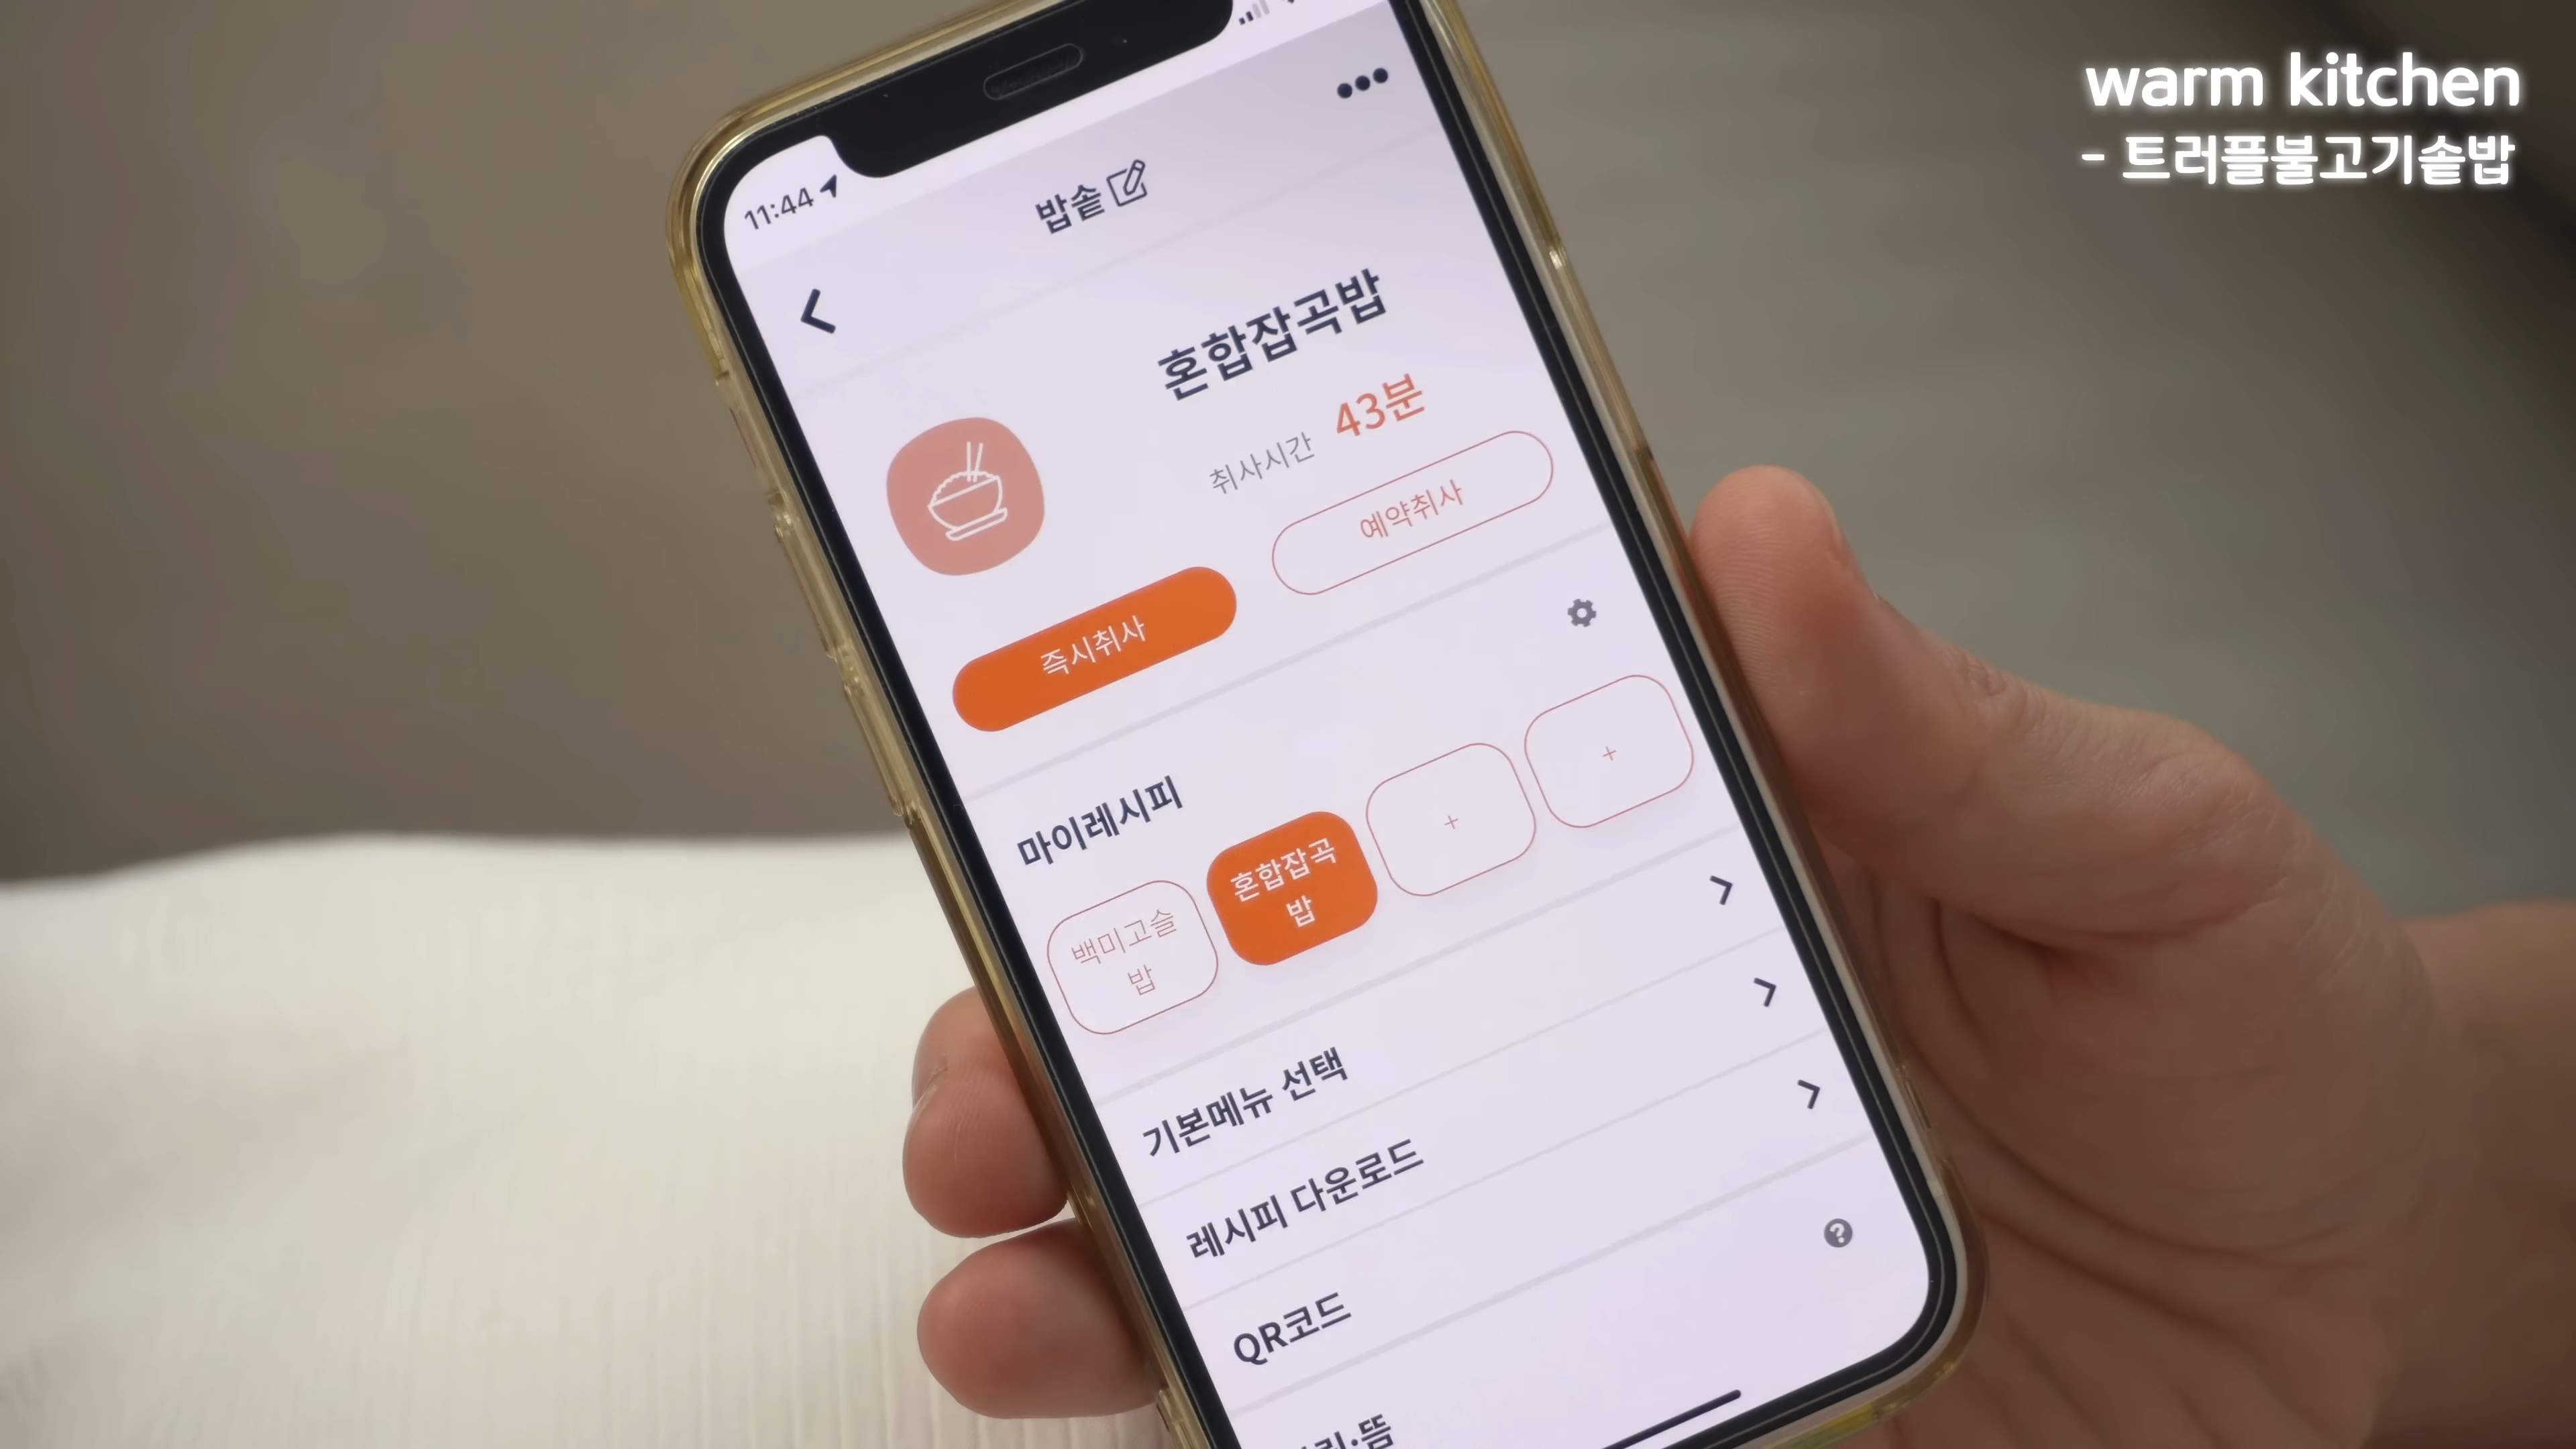 warm kitchen
- 트러플불고기솥밥
11:44
밥솥
혼합잡곡밥
취사시간 43분
즉시취사
예약취사
마이레시피
백미고슬
밥
혼합잡곡
밥
+
+
기본메뉴 선택
레시피 다운로드
QR코드